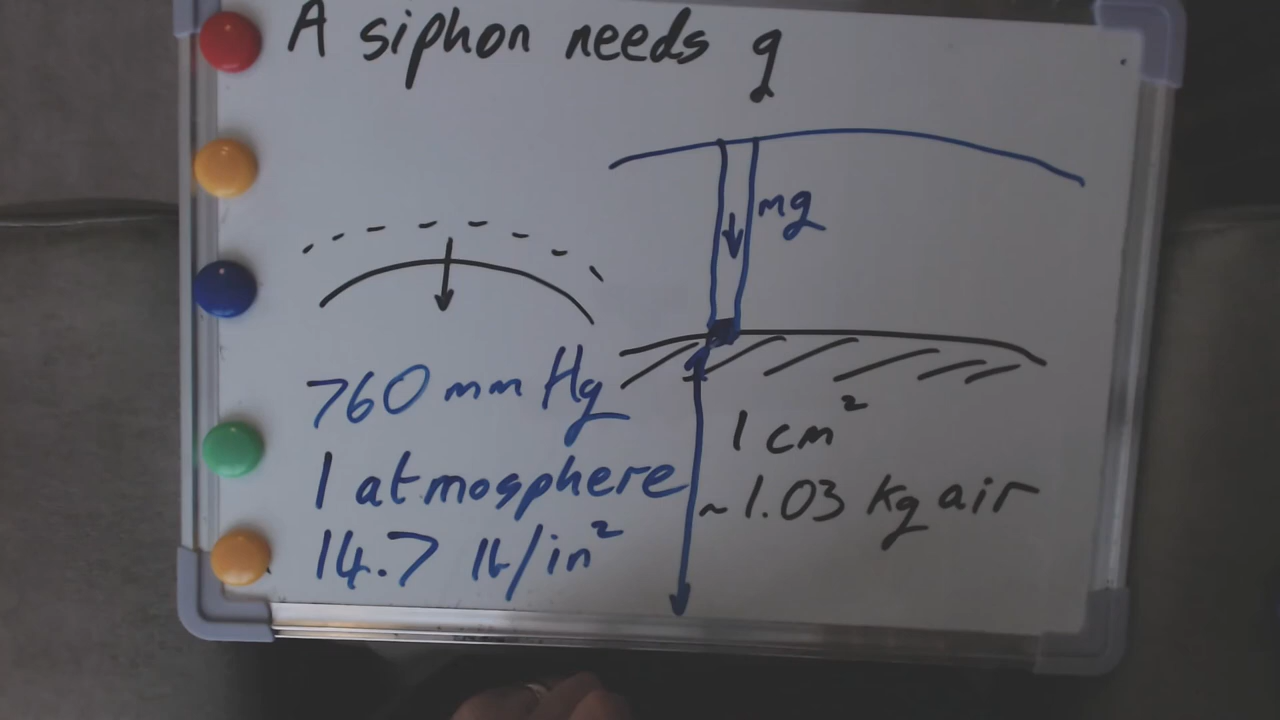 A siphon needs g
mg
760 mm Hg
1 atmosphere
14.7 lb/in²
1 cm²
~1.03 kg air